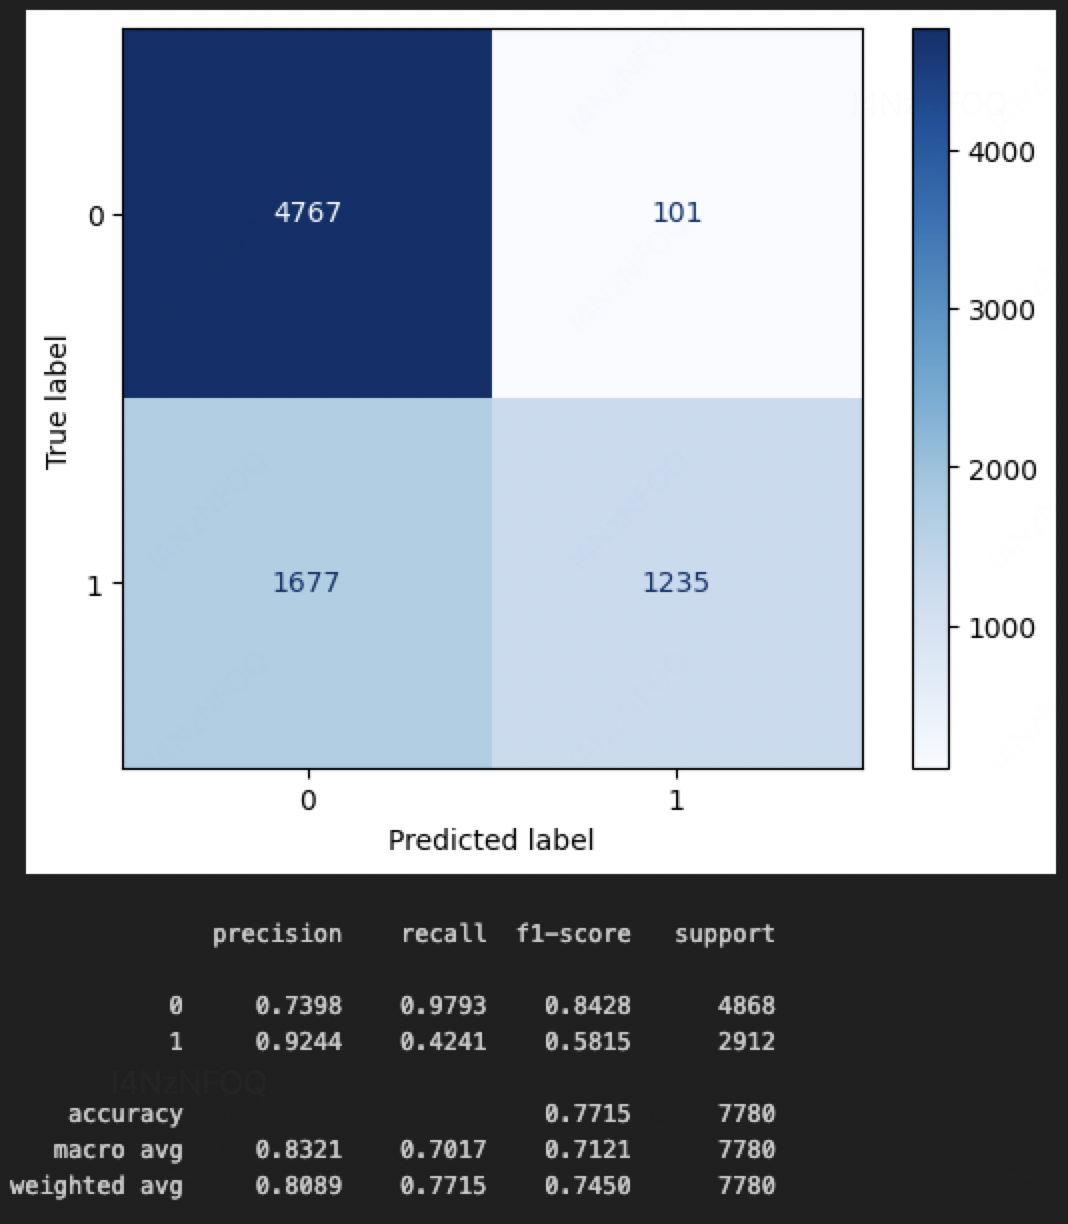 4767 101
0
1677 1235
1
0 1
True label
Predicted label
4000
3000
2000
1000
precision recall f1-score support
0 0.7398 0.9793 0.8428 4868
1 0.9244 0.4241 0.5815 2912
I4NzNFOQ
accuracy 0.7715 7780
macro avg 0.8321 0.7017 0.7121 7780
weighted avg 0.8089 0.7715 0.7450 7780